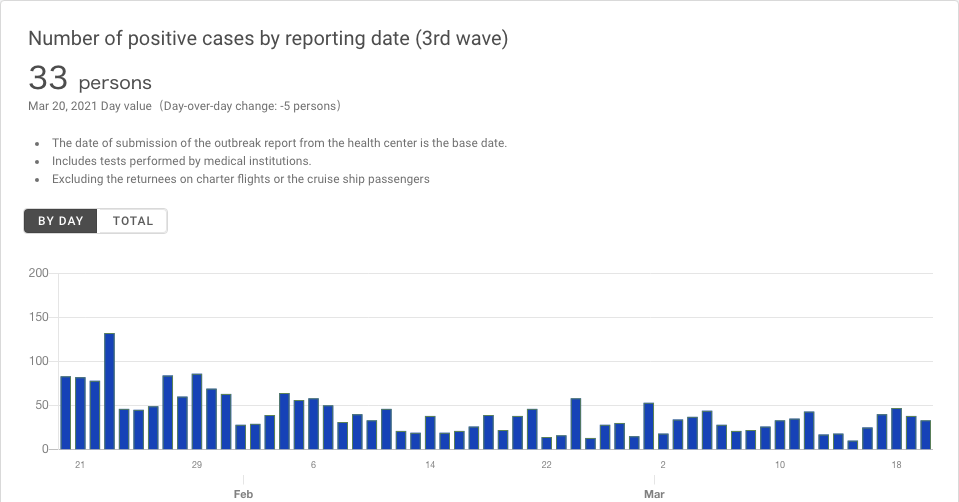 Number of positive cases by reporting date (3rd wave)
33 persons
Mar 20, 2021 Day value（Day-over-day change: -5 persons）
• The date of submission of the outbreak report from the health center is the base date.
• Includes tests performed by medical institutions.
• Excluding the returnees on charter flights or the cruise ship passengers
BY DAY TOTAL
200
150
100
50
0
21 29 6 14 22 2 10 18
Feb Mar